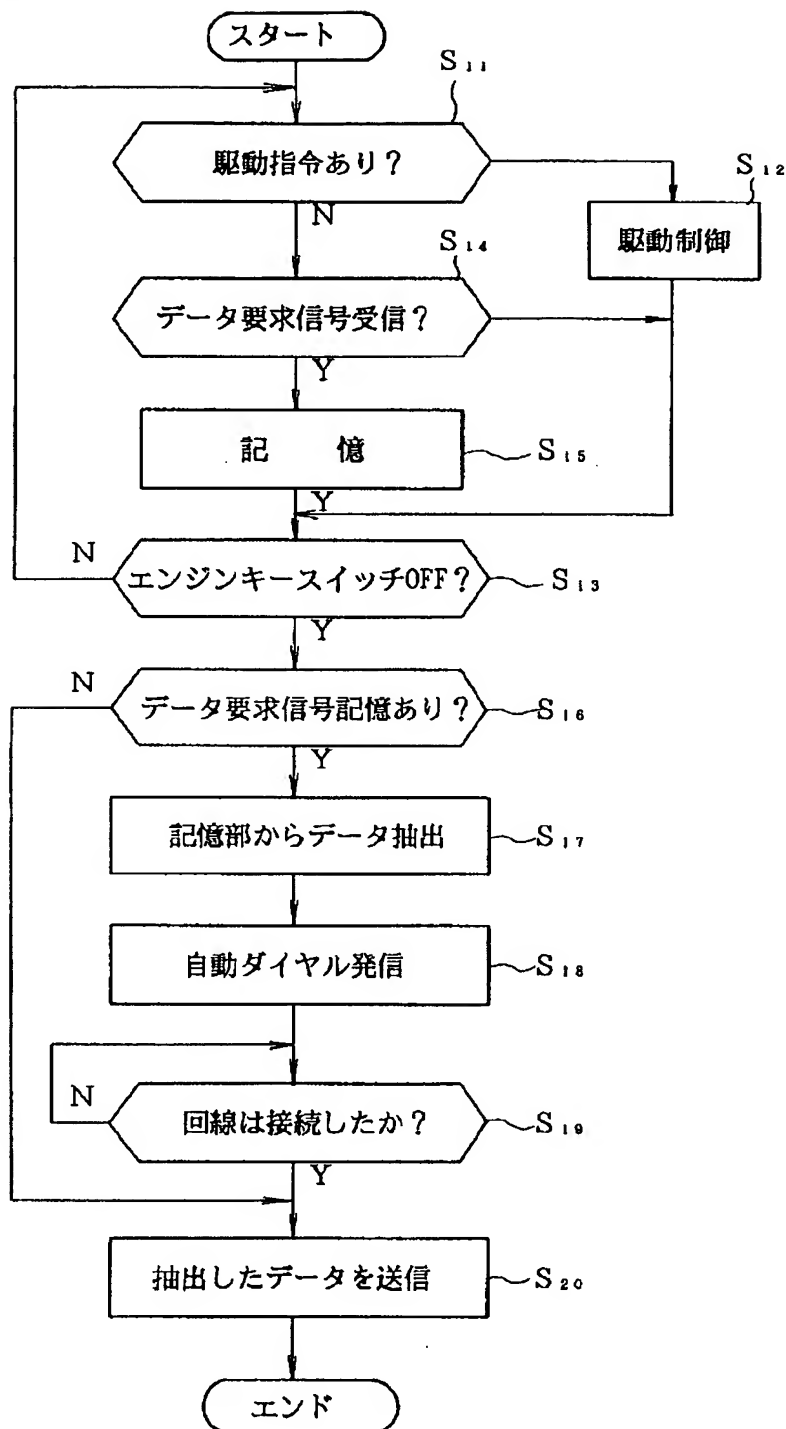 スタート
S₁₁
駆動指令あり？
S₁₂
駆動制御
N
S₁₄
データ要求信号受信？
Y
記　憶
S₁₅
Y
N
エンジンキースイッチOFF？
S₁₃
Y
N
データ要求信号記憶あり？
S₁₆
Y
記憶部からデータ抽出
S₁₇
自動ダイヤル発信
S₁₈
N
回線は接続したか？
S₁₉
Y
抽出したデータを送信
S₂₀
エンド